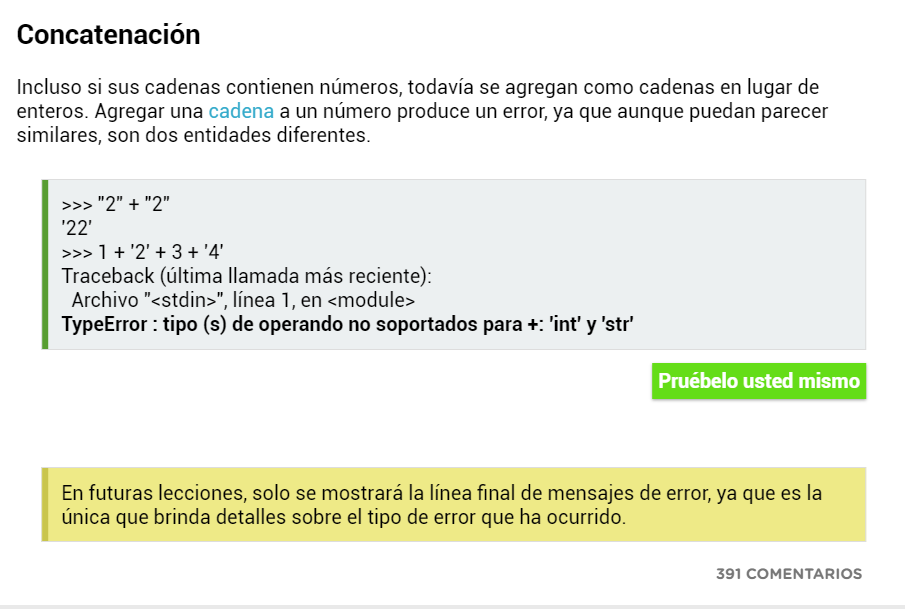 Concatenación
Incluso si sus cadenas contienen números, todavía se agregan como cadenas en lugar de
enteros. Agregar una cadena a un número produce un error, ya que aunque puedan parecer
similares, son dos entidades diferentes.
>>> "2" + "2"
'22'
>>> 1 + '2' + 3 + '4'
Traceback (última llamada más reciente):
Archivo "<stdin>", línea 1, en <module>
TypeError : tipo (s) de operando no soportados para +: 'int' y 'str'
Pruébelo usted mismo
En futuras lecciones, solo se mostrará la línea final de mensajes de error, ya que es la
única que brinda detalles sobre el tipo de error que ha ocurrido.
391 COMENTARIOS